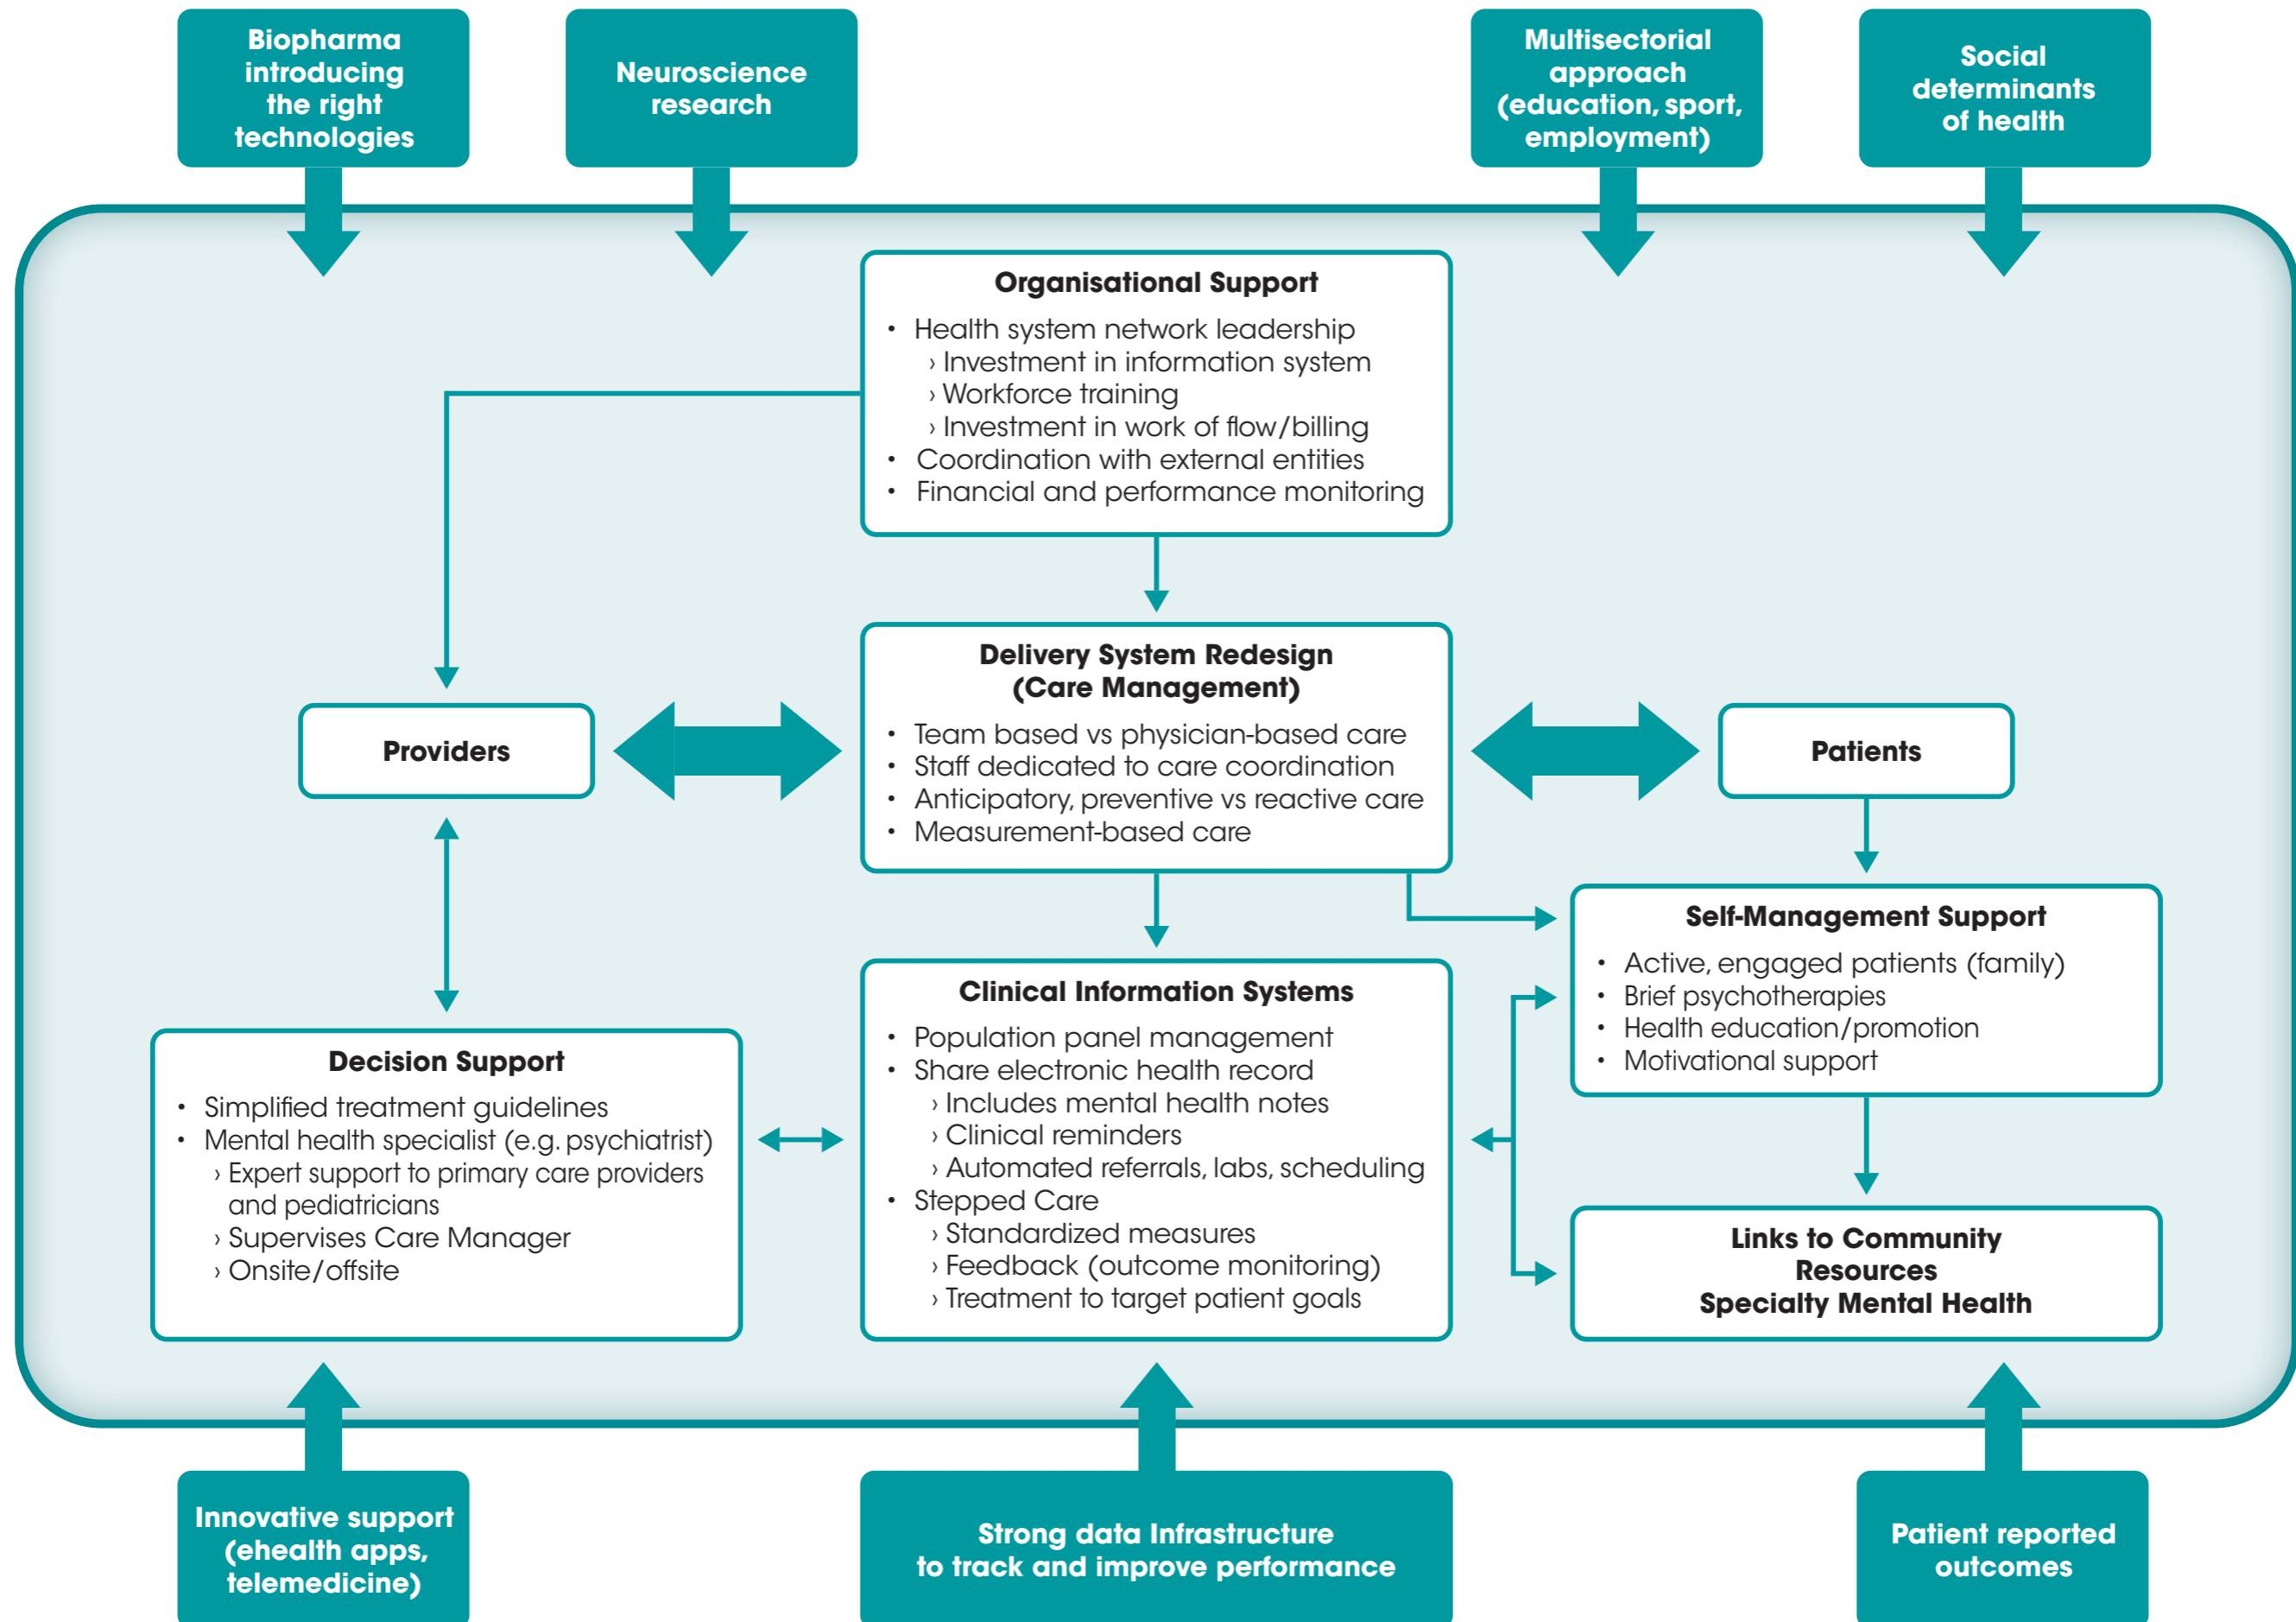 Biopharma
introducing
the right
technologies
Neuroscience
research
Multisectorial
approach
(education, sport,
employment)
Social
determinants
of health
Organisational Support
• Health system network leadership
› Investment in information system
› Workforce training
› Investment in work of flow/billing
• Coordination with external entities
• Financial and performance monitoring
Delivery System Redesign
(Care Management)
• Team based vs physician-based care
• Staff dedicated to care coordination
• Anticipatory, preventive vs reactive care
• Measurement-based care
Providers
Patients
Self-Management Support
• Active, engaged patients (family)
• Brief psychotherapies
• Health education/promotion
• Motivational support
Clinical Information Systems
• Population panel management
• Share electronic health record
› Includes mental health notes
› Clinical reminders
› Automated referrals, labs, scheduling
• Stepped Care
› Standardized measures
› Feedback (outcome monitoring)
› Treatment to target patient goals
Decision Support
• Simplified treatment guidelines
• Mental health specialist (e.g. psychiatrist)
› Expert support to primary care providers
and pediatricians
› Supervises Care Manager
› Onsite/offsite
Links to Community
Resources
Specialty Mental Health
Innovative support
(ehealth apps,
telemedicine)
Strong data Infrastructure
to track and improve performance
Patient reported
outcomes